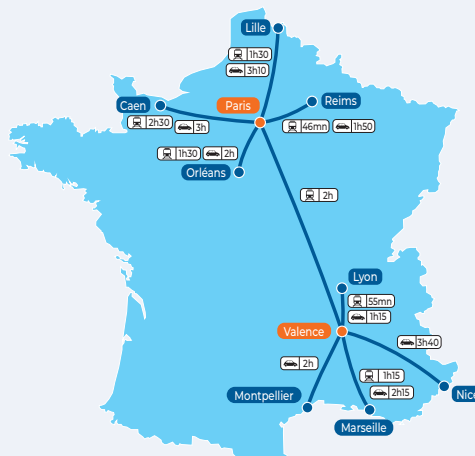 Lille
1h30
3h10
Caen
Paris
Reims
2h30
3h
46mn
1h50
1h30
2h
Orléans
2h
Lyon
55mn
1h15
Valence
3h40
2h
1h15
2h15
Montpellier
Nice
Marseille